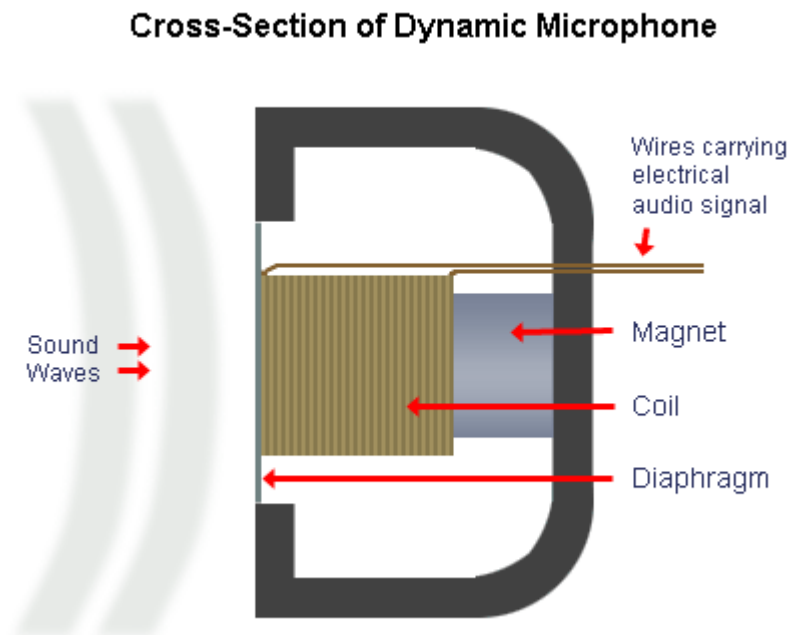 Cross-Section of Dynamic Microphone
Wires carrying
electrical
audio signal
Sound
Waves
Magnet
Coil
Diaphragm